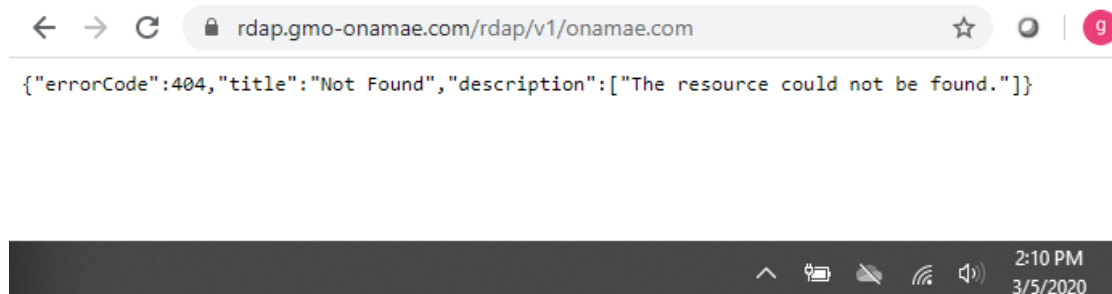 rdap.gmo-onamae.com/rdap/v1/onamae.com
g
{"errorCode":404,"title":"Not Found","description":["The resource could not be found."]}
2:10 PM
3/5/2020